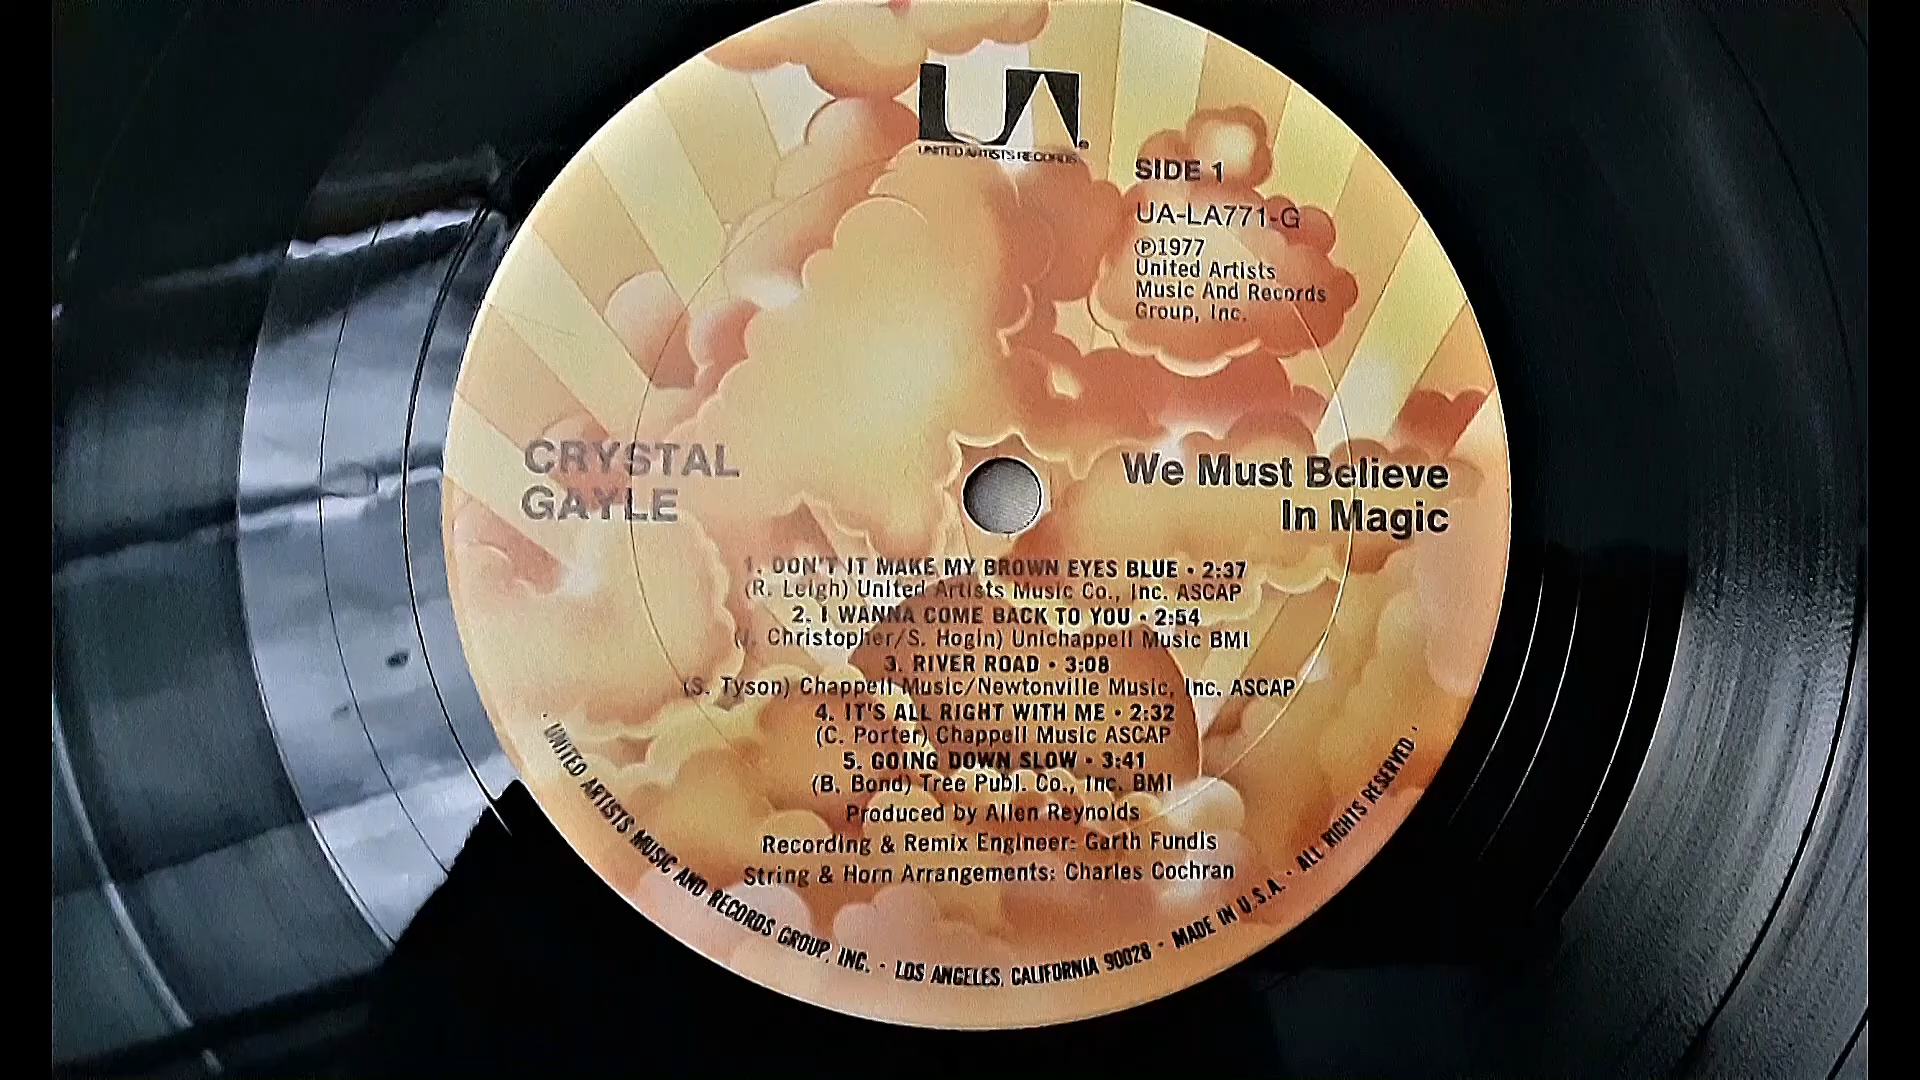 UA
UNITED ARTISTS RECORDS
SIDE 1
UA-LA771-G
℗1977
United Artists
Music And Records
Group, Inc.
CRYSTAL
GAYLE
We Must Believe
In Magic
1. DON'T IT MAKE MY BROWN EYES BLUE • 2:37
(R. Leigh) United Artists Music Co., Inc. ASCAP
2. I WANNA COME BACK TO YOU • 2:54
Christopher/S. Hogin) Unichappell Music BMI
3. RIVER ROAD • 3:08
(S. Tyson) Chappell Music/Newtonville Music, Inc. ASCAP
4. IT'S ALL RIGHT WITH ME • 2:32
(C. Porter) Chappell Music ASCAP
5. GOING DOWN SLOW • 3:41
(B. Bond) Tree Publ. Co., Inc. BMI
Produced by Allen Reynolds
Recording & Remix Engineer: Garth Fundis
String & Horn Arrangements: Charles Cochran
· UNITED ARTISTS MUSIC AND RECORDS GROUP, INC. · LOS ANGELES, CALIFORNIA 90028 · MADE IN U.S.A. · ALL RIGHTS RESERVED ·